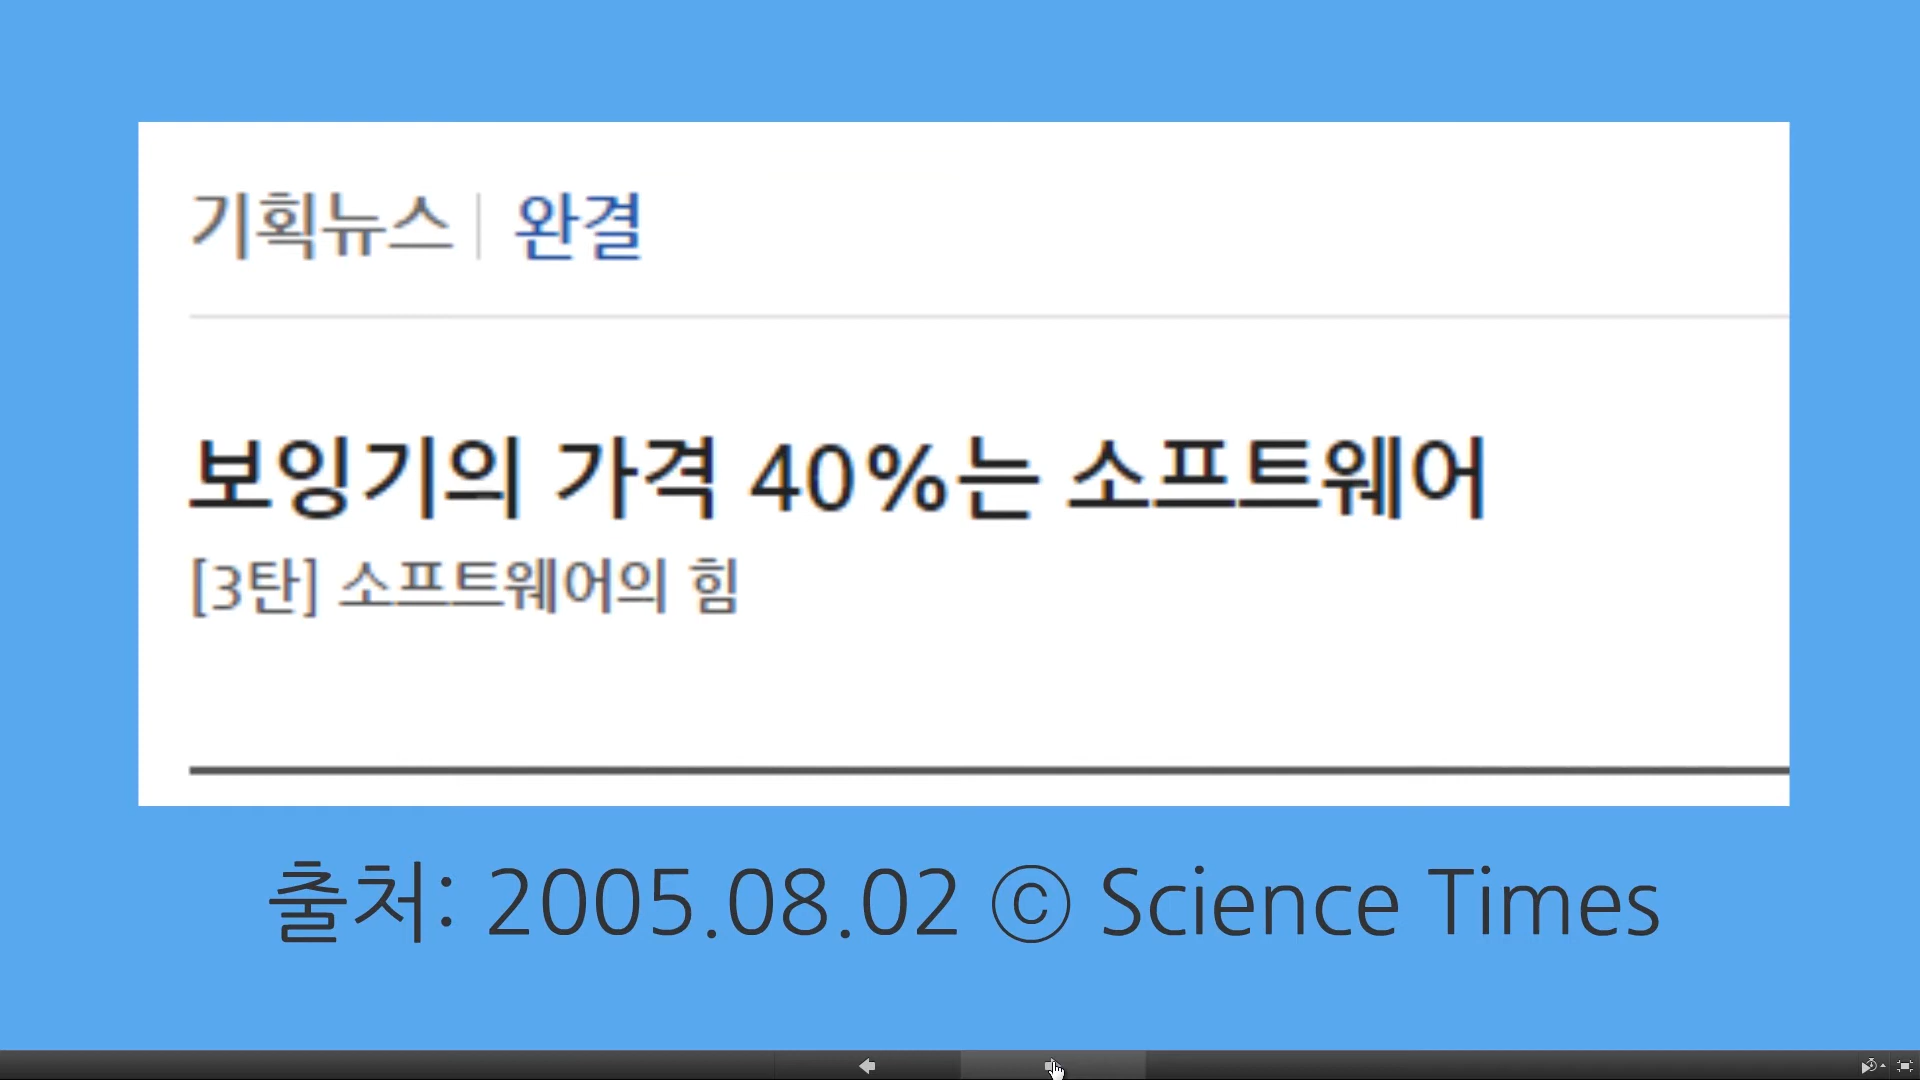 기획뉴스 | 완결
보잉기의 가격 40%는 소프트웨어
[3탄] 소프트웨어의 힘
출처: 2005.08.02 ⓒ Science Times